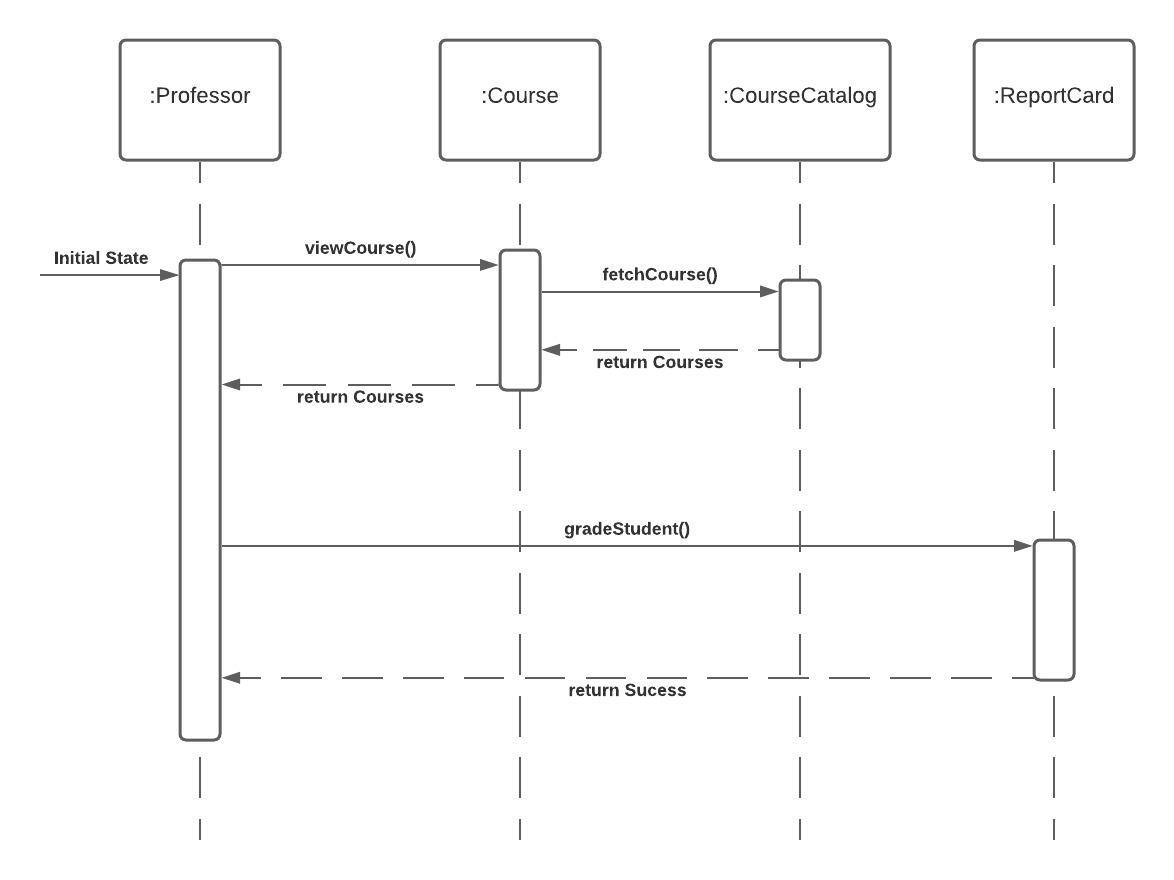 :Professor
:Course
:CourseCatalog
:ReportCard
Initial State
viewCourse()
fetchCourse()
return Courses
return Courses
gradeStudent()
return Sucess